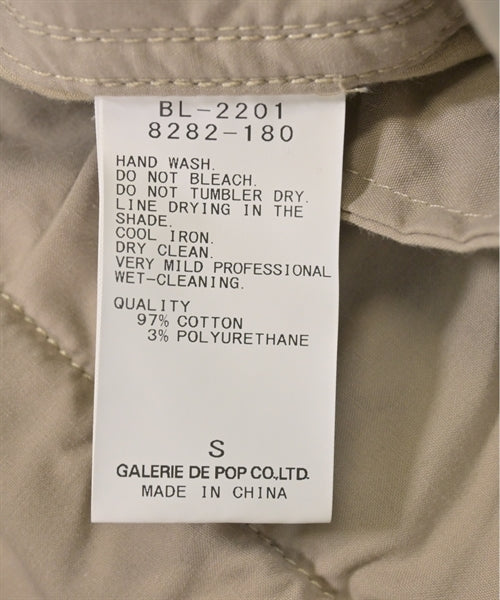 BL-2201
8282-180
HAND WASH.
DO NOT BLEACH.
DO NOT TUMBLER DRY.
LINE DRYING IN THE
SHADE.
COOL IRON.
DRY CLEAN.
VERY MILD PROFESSIONAL
WET-CLEANING.
QUALITY
97% COTTON
3% POLYURETHANE
S
GALERIE DE POP CO.,LTD.
MADE IN CHINA